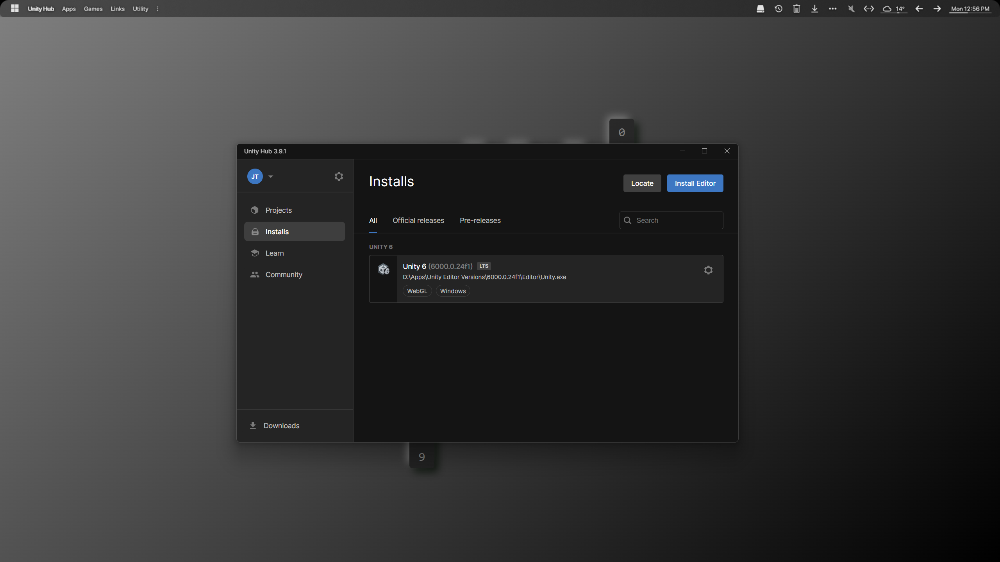 Unity Hub Apps Games Links Utility
14° Mon 12:56 PM
0
Unity Hub 3.9.1
JT
Projects
Installs
Learn
Community
Downloads
Installs
Locate
Install Editor
All Official releases Pre-releases
Search
UNITY 6
Unity 6 (6000.0.24f1) LTS
D:\Apps\Unity Editor Versions\6000.0.24f1\Editor\Unity.exe
WebGL Windows
9